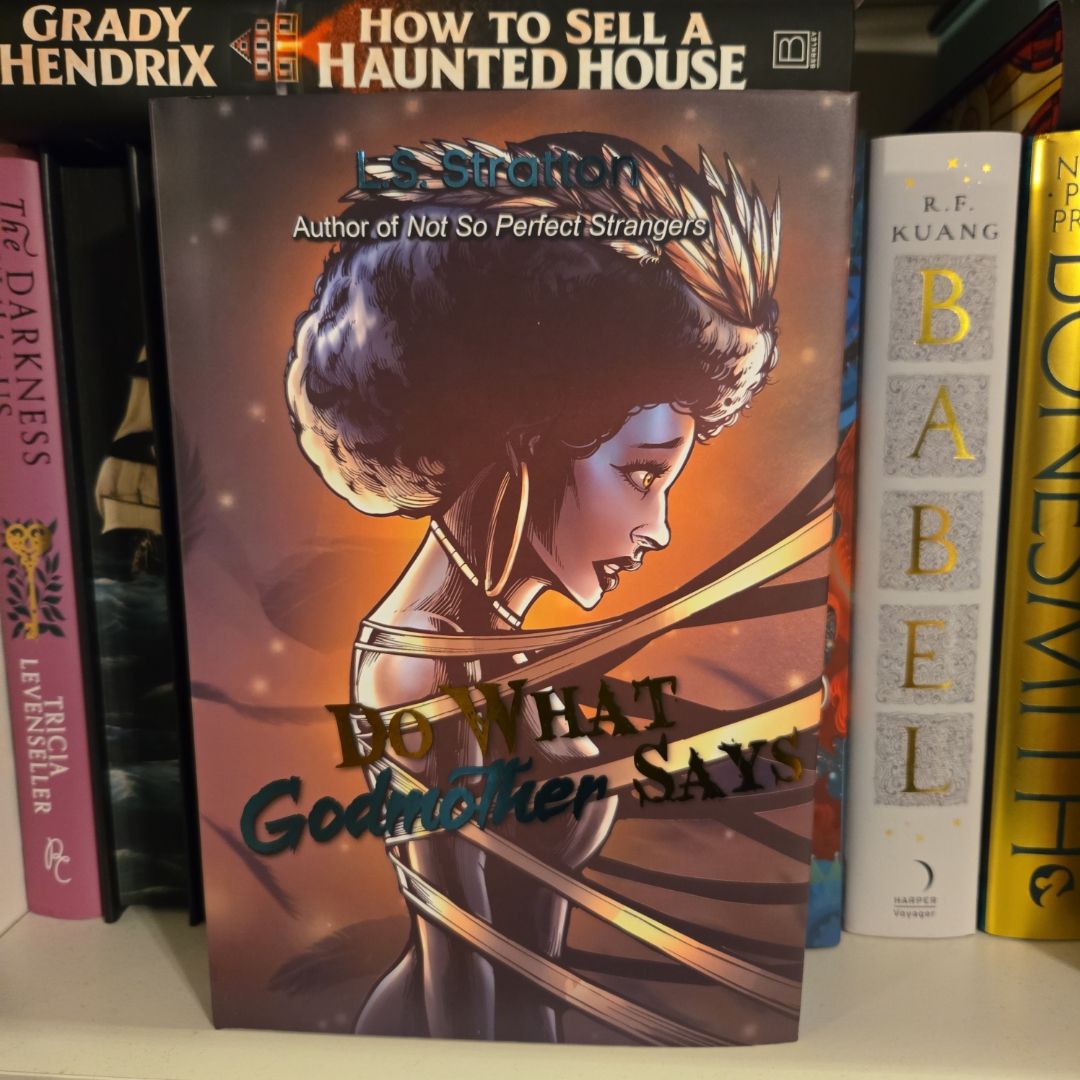 GRADY
HENDRIX
HOW TO SELL A
HAUNTED HOUSE
B
BERKLEY
L.S. Stratton
Author of Not So Perfect Strangers
DO WHAT
Godmother SAYS
The DARKNESS
TRICIA
LEVENSELLER
R.F.
KUANG
BABEL
HARPER
Voyager
BONESMITH